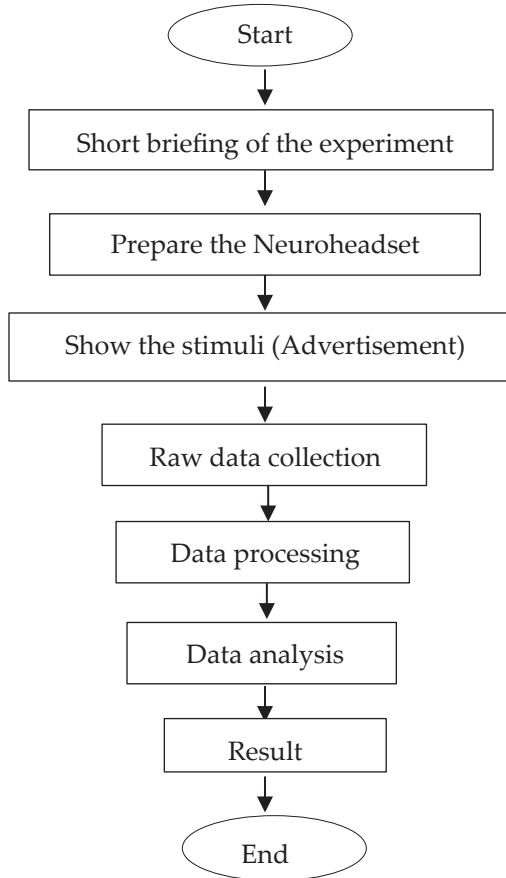 Start
Short briefing of the experiment
Prepare the Neuroheadset
Show the stimuli (Advertisement)
Raw data collection
Data processing
Data analysis
Result
End